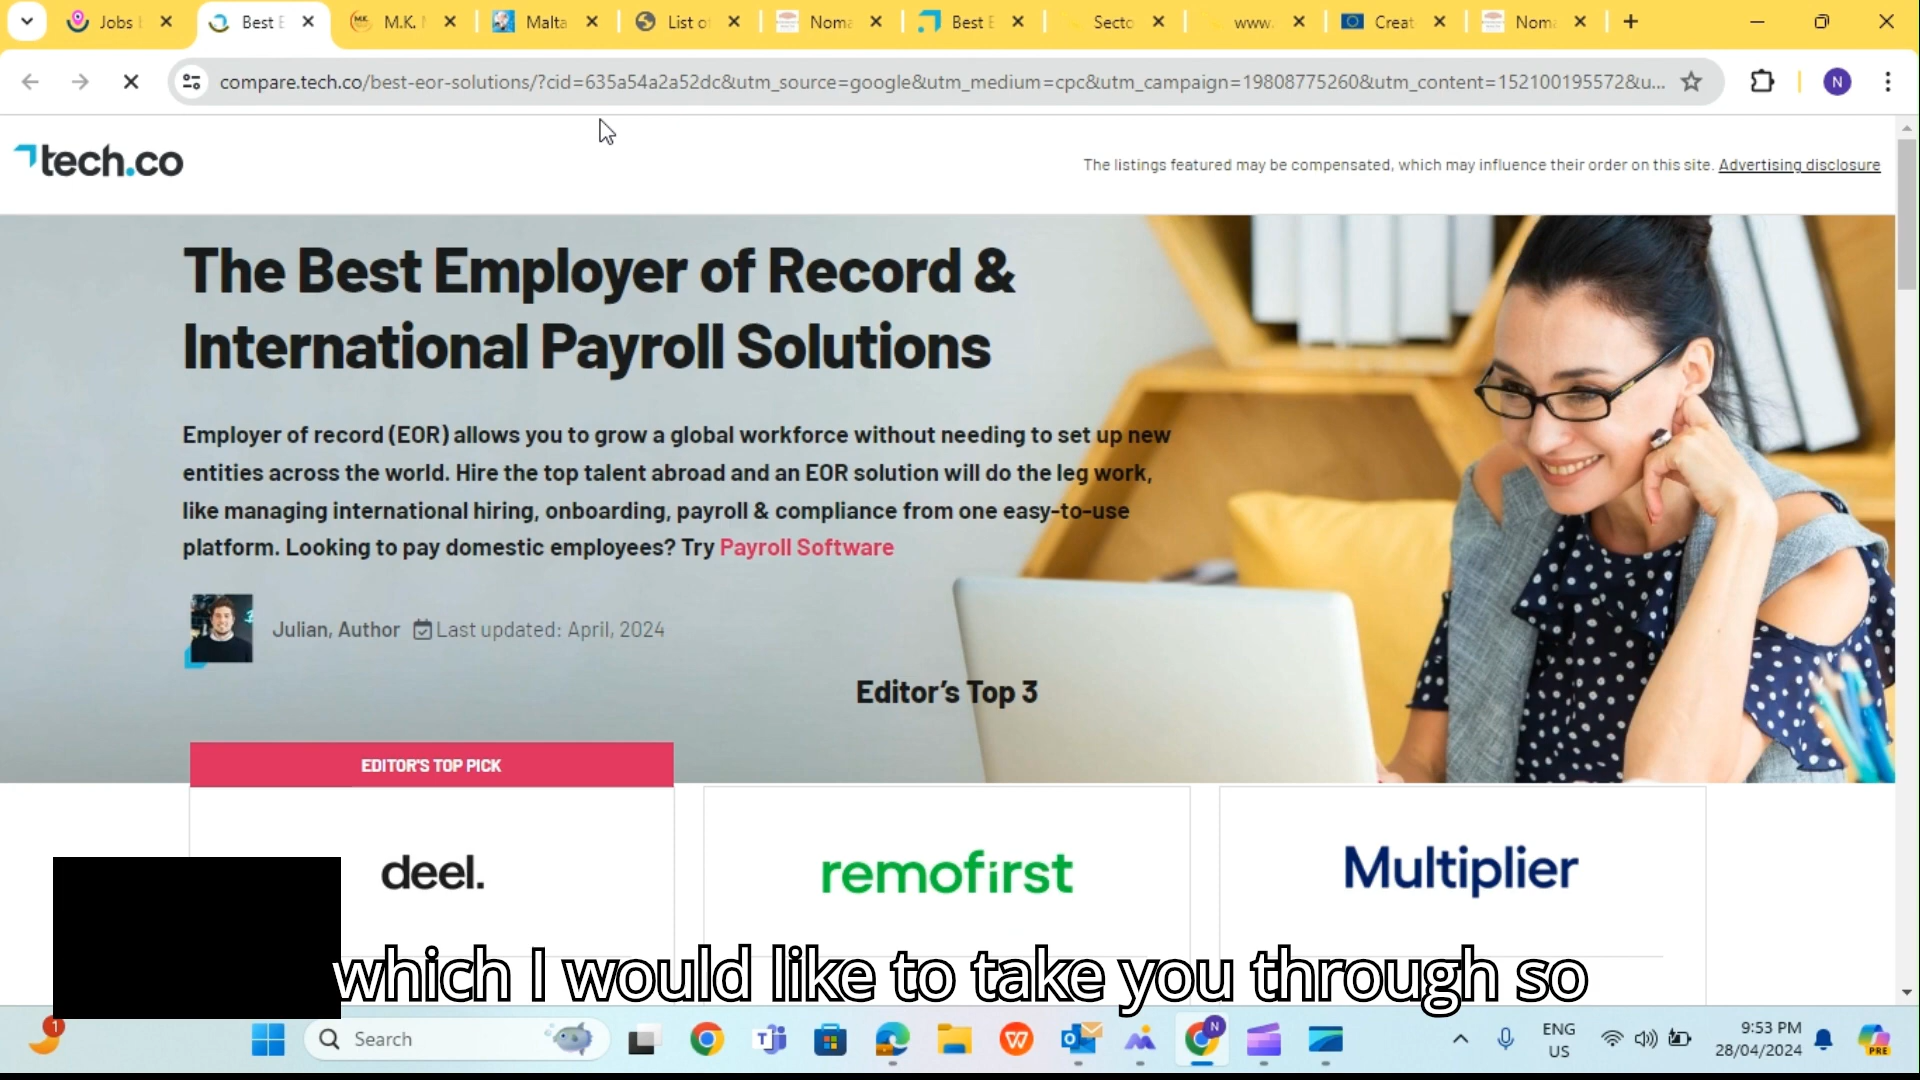 Jobs
Best E
M.K.
Malta
List o
Noma
Best E
Secto
www.
Creat
Nom
compare.tech.co/best-eor-solutions/?cid=635a54a2a52dc&utm_source=google&utm_medium=cpc&utm_campaign=19808775260&utm_content=152100195572&u...
N
tech.co
The listings featured may be compensated, which may influence their order on this site. Advertising disclosure
The Best Employer of Record &
International Payroll Solutions
Employer of record (EOR) allows you to grow a global workforce without needing to set up new
entities across the world. Hire the top talent abroad and an EOR solution will do the leg work,
like managing international hiring, onboarding, payroll & compliance from one easy-to-use
platform. Looking to pay domestic employees? Try Payroll Software
Julian, Author Last updated: April, 2024
Editor's Top 3
EDITOR'S TOP PICK
deel.
remofirst
Multiplier
which I would like to take you through so
1
Search
N
ENG
US
9:53 PM
28/04/2024
PRE